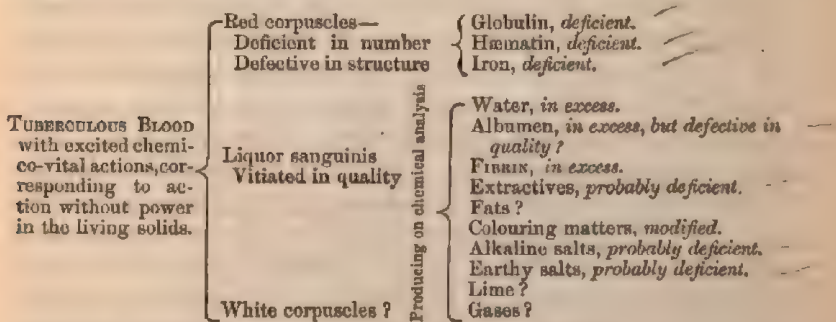 Red corpuscles—
Deficient in number
Defective in structure
Globulin, deficient.
Hæmatin, deficient.
Iron, deficient.
TUBERCULOUS BLOOD
with excited chemi-
co-vital actions, cor-
responding to ac-
tion without power
in the living solids.
Liquor sanguinis
Vitiated in quality
White corpuscles ?
Producing on chemical analysis
Water, in excess.
Albumen, in excess, but defective in
quality ?
FIBRIN, in excess.
Extractives, probably deficient.
Fats ?
Colouring matters, modified.
Alkaline salts, probably deficient.
Earthy salts, probably deficient.
Lime ?
Gases ?